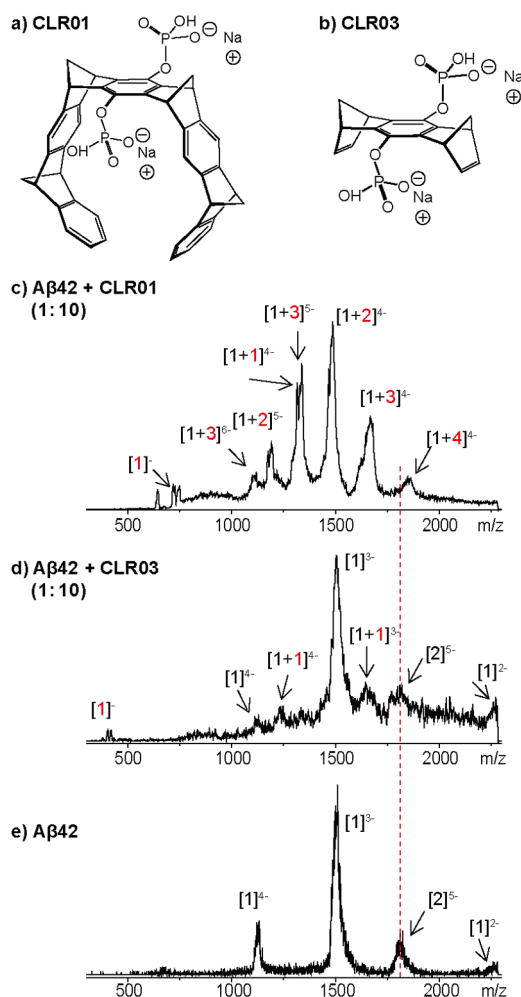 a) CLR01
b) CLR03
OH
P
O
O
O
⊖
Na
⊕
O
OH
P
O
O
⊖
Na
⊕
OH
P
O
O
O
⊖
Na
⊕
O
OH
P
O
O
⊖
Na
⊕
c) Aβ42 + CLR01
(1:10)
[1+3]⁵⁻
[1+2]⁴⁻
[1+1]⁴⁻
[1+3]⁴⁻
[1+3]⁶⁻
[1+2]⁵⁻
[1+4]⁴⁻
[1]⁻
500 1000 1500 2000 m/z
d) Aβ42 + CLR03
(1:10)
[1]³⁻
[1+1]³⁻
[1+1]⁴⁻
[2]⁵⁻
[1]⁴⁻
[1]²⁻
[1]⁻
500 1000 1500 2000 m/z
e) Aβ42
[1]³⁻
[1]⁴⁻
[2]⁵⁻
[1]²⁻
500 1000 1500 2000 m/z